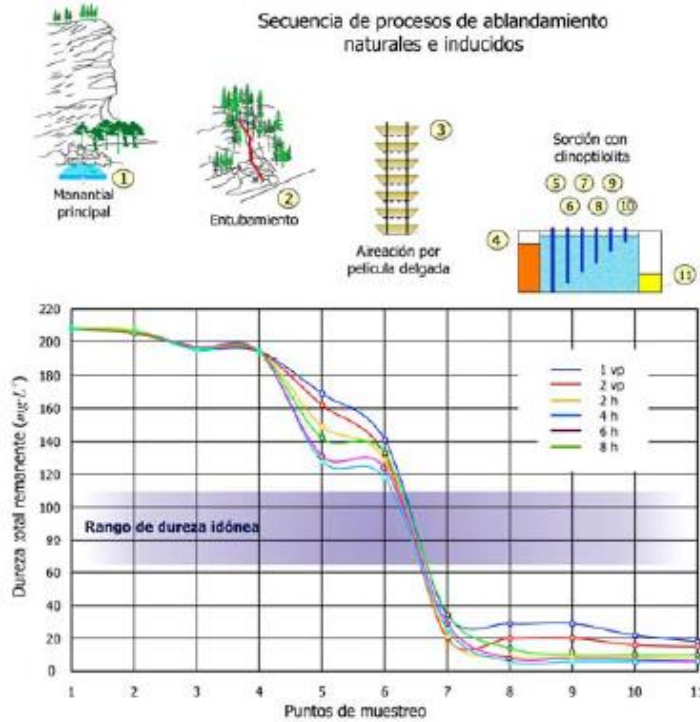 Secuencia de procesos de ablandamiento
naturales e inducidos
1
Manantial
principal
2
Entubamiento
3
Aireación por
película delgada
Sorción con
clinoptilolita
5 7 9
6 8 10
4
11
Dureza total remanente (mg·L
220
200
180
160
140
120
100
80
60
40
20
0
1 vp
2 vp
2 h
4 h
6 h
8 h
Rango de dureza idónea
1 2 3 4 5 6 7 8 9 10 11
Puntos de muestreo